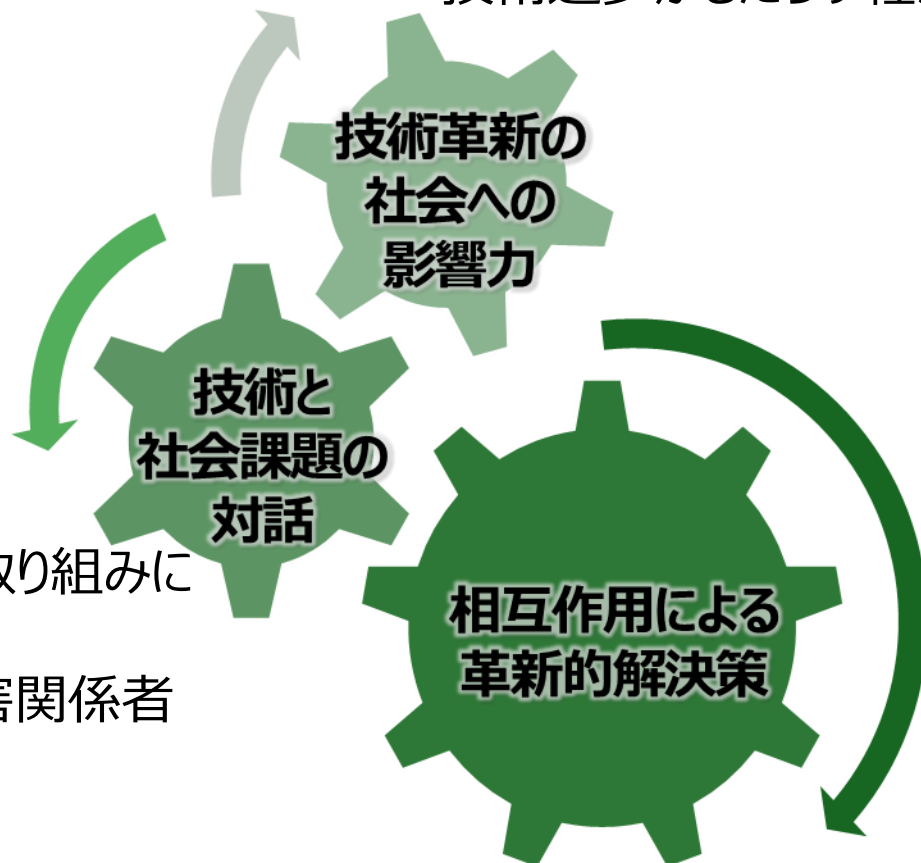 技術革新の
社会への
影響力
技術と
社会課題の
対話
取り組みに
害関係者
相互作用による
革新的解決策